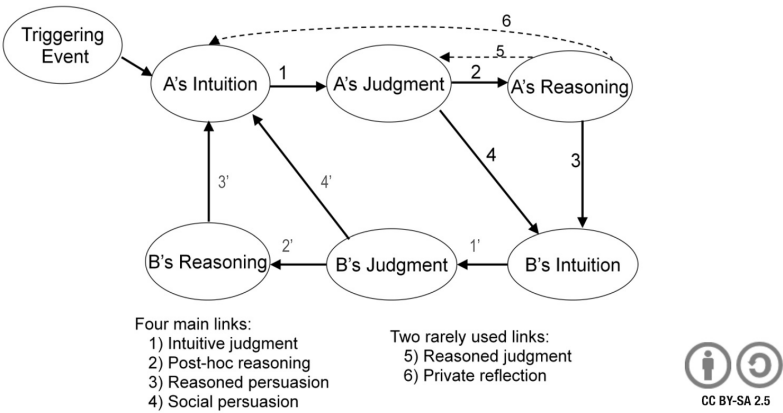 6
Triggering
Event
5
A's Intuition
1
A's Judgment
2
A's Reasoning
3'
4'
4
3
B's Reasoning
2'
B's Judgment
1'
B's Intuition
Four main links:
1) Intuitive judgment
2) Post-hoc reasoning
3) Reasoned persuasion
4) Social persuasion
Two rarely used links:
5) Reasoned judgment
6) Private reflection
CC BY-SA 2.5